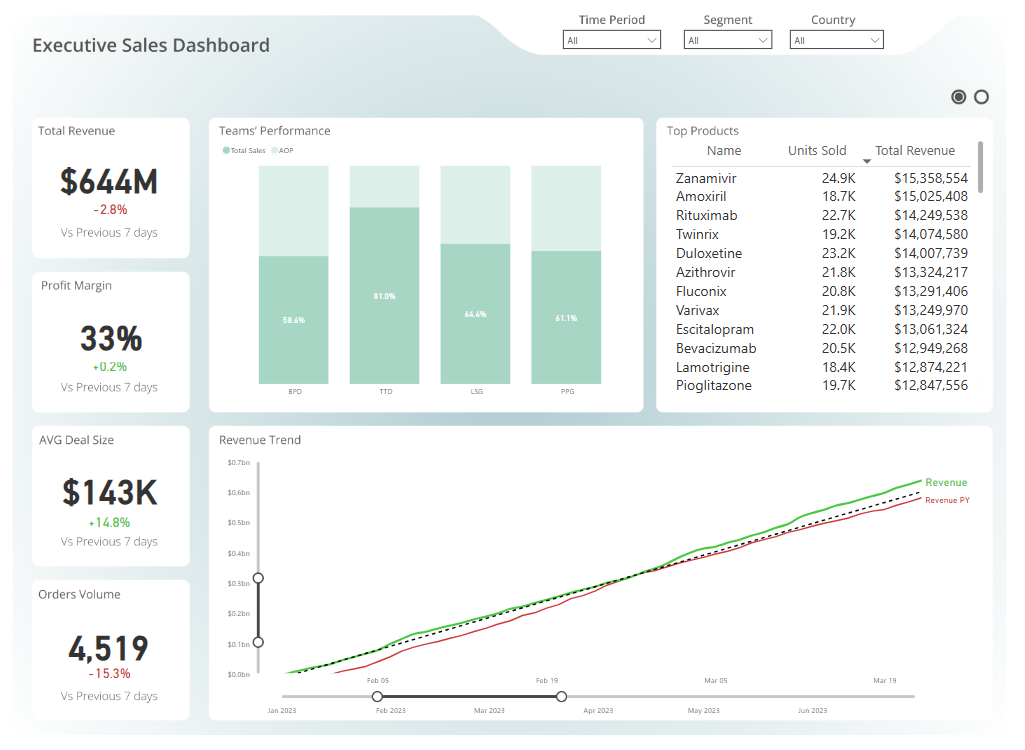 Executive Sales Dashboard
Time Period Segment Country
All All All
Total Revenue
$644M
-2.8%
Vs Previous 7 days
Profit Margin
33%
+0.2%
Vs Previous 7 days
AVG Deal Size
$143K
+14.8%
Vs Previous 7 days
Orders Volume
4,519
-15.3%
Vs Previous 7 days
Teams' Performance
Total Sales AOP
58.6% 81.0% 64.4% 61.1%
BPD TTD LSG PPG
Top Products
Name Units Sold Total Revenue
Zanamivir 24.9K $15,358,554
Amoxiril 18.7K $15,025,408
Rituximab 22.7K $14,249,538
Twinrix 19.2K $14,074,580
Duloxetine 23.2K $14,007,739
Azithrovir 21.8K $13,324,217
Fluconix 20.8K $13,291,406
Varivax 21.9K $13,249,970
Escitalopram 22.0K $13,061,324
Bevacizumab 20.5K $12,949,268
Lamotrigine 18.4K $12,874,221
Pioglitazone 19.7K $12,847,556
Revenue Trend
$0.7bn
$0.6bn
$0.5bn
$0.4bn
$0.3bn
$0.2bn
$0.1bn
$0.0bn
Revenue
Revenue PY
Feb 05 Feb 19 Mar 05 Mar 19
Jan 2023 Feb 2023 Mar 2023 Apr 2023 May 2023 Jun 2023